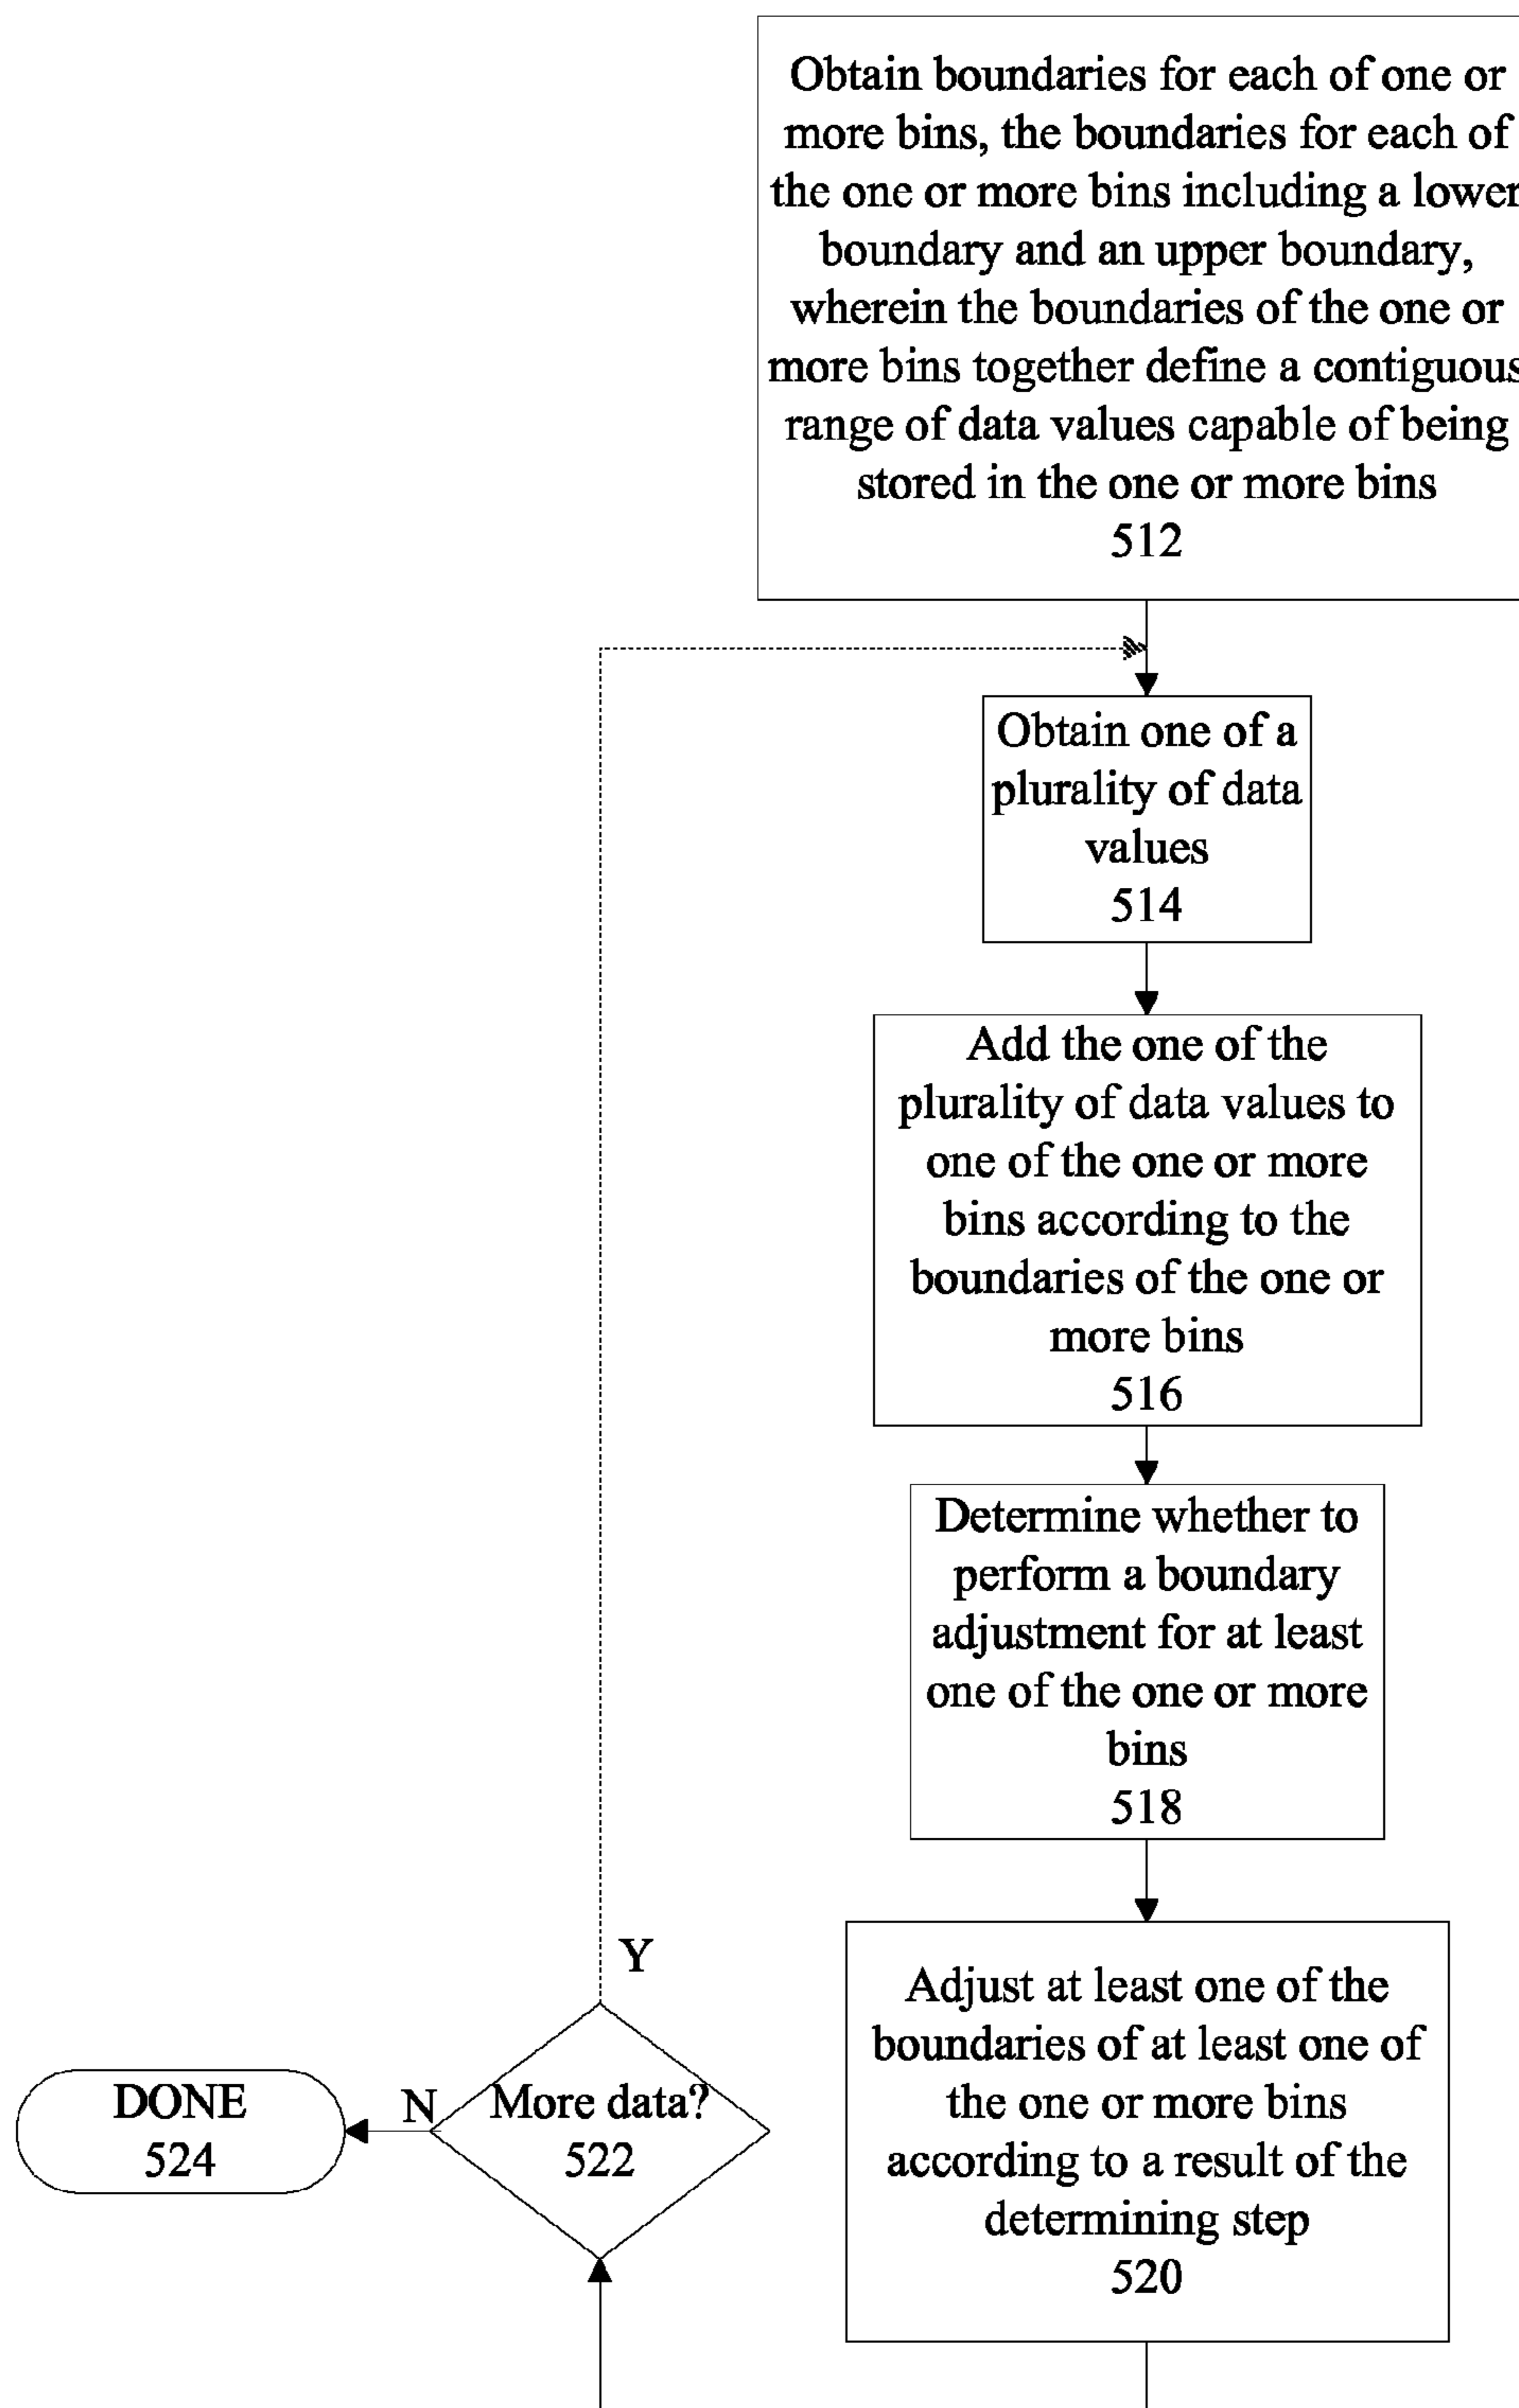 Obtain boundaries for each of one or
more bins, the boundaries for each of
the one or more bins including a lower
boundary and an upper boundary,
wherein the boundaries of the one or
more bins together define a contiguous
range of data values capable of being
stored in the one or more bins
512
Obtain one of a
plurality of data
values
514
Add the one of the
plurality of data values to
one of the one or more
bins according to the
boundaries of the one or
more bins
516
Determine whether to
perform a boundary
adjustment for at least
one of the one or more
bins
518
Adjust at least one of the
boundaries of at least one of
the one or more bins
according to a result of the
determining step
520
Y
More data?
522
N
DONE
524